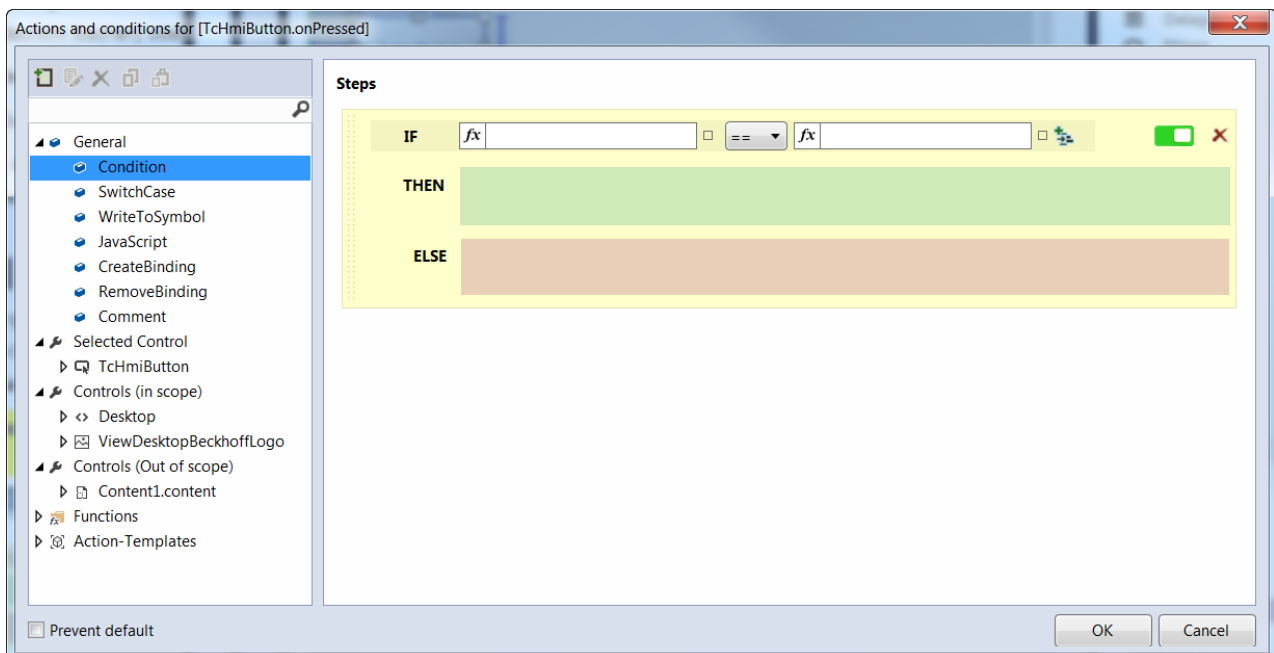 Actions and conditions for [TcHmiButton.onPressed]
Steps
General
Condition
SwitchCase
WriteToSymbol
JavaScript
CreateBinding
RemoveBinding
Comment
Selected Control
TcHmiButton
Controls (in scope)
Desktop
ViewDesktopBeckhoffLogo
Controls (Out of scope)
Content1.content
Functions
Action-Templates
IF fx == fx
THEN
ELSE
Prevent default
OK Cancel